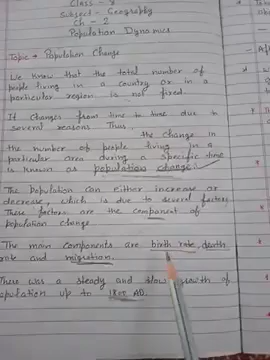 Class - 8
Subject - Geography
Ch - 2
Population Dynamics
Topic → Population Change
We know that the total number of
people living in a country or in a
particular region is not fixed.
It changes from time to time due to
several reasons Thus,
the change in
the number of people living in a
particular area during a specific time
is known as population change.
The population can either increase or
decrease, which is due to several factors.
These factors are the component of
population change
The main components are birth rate, death
rate and migration.
There was a steady and slow growth of
population up to 1800 AD.